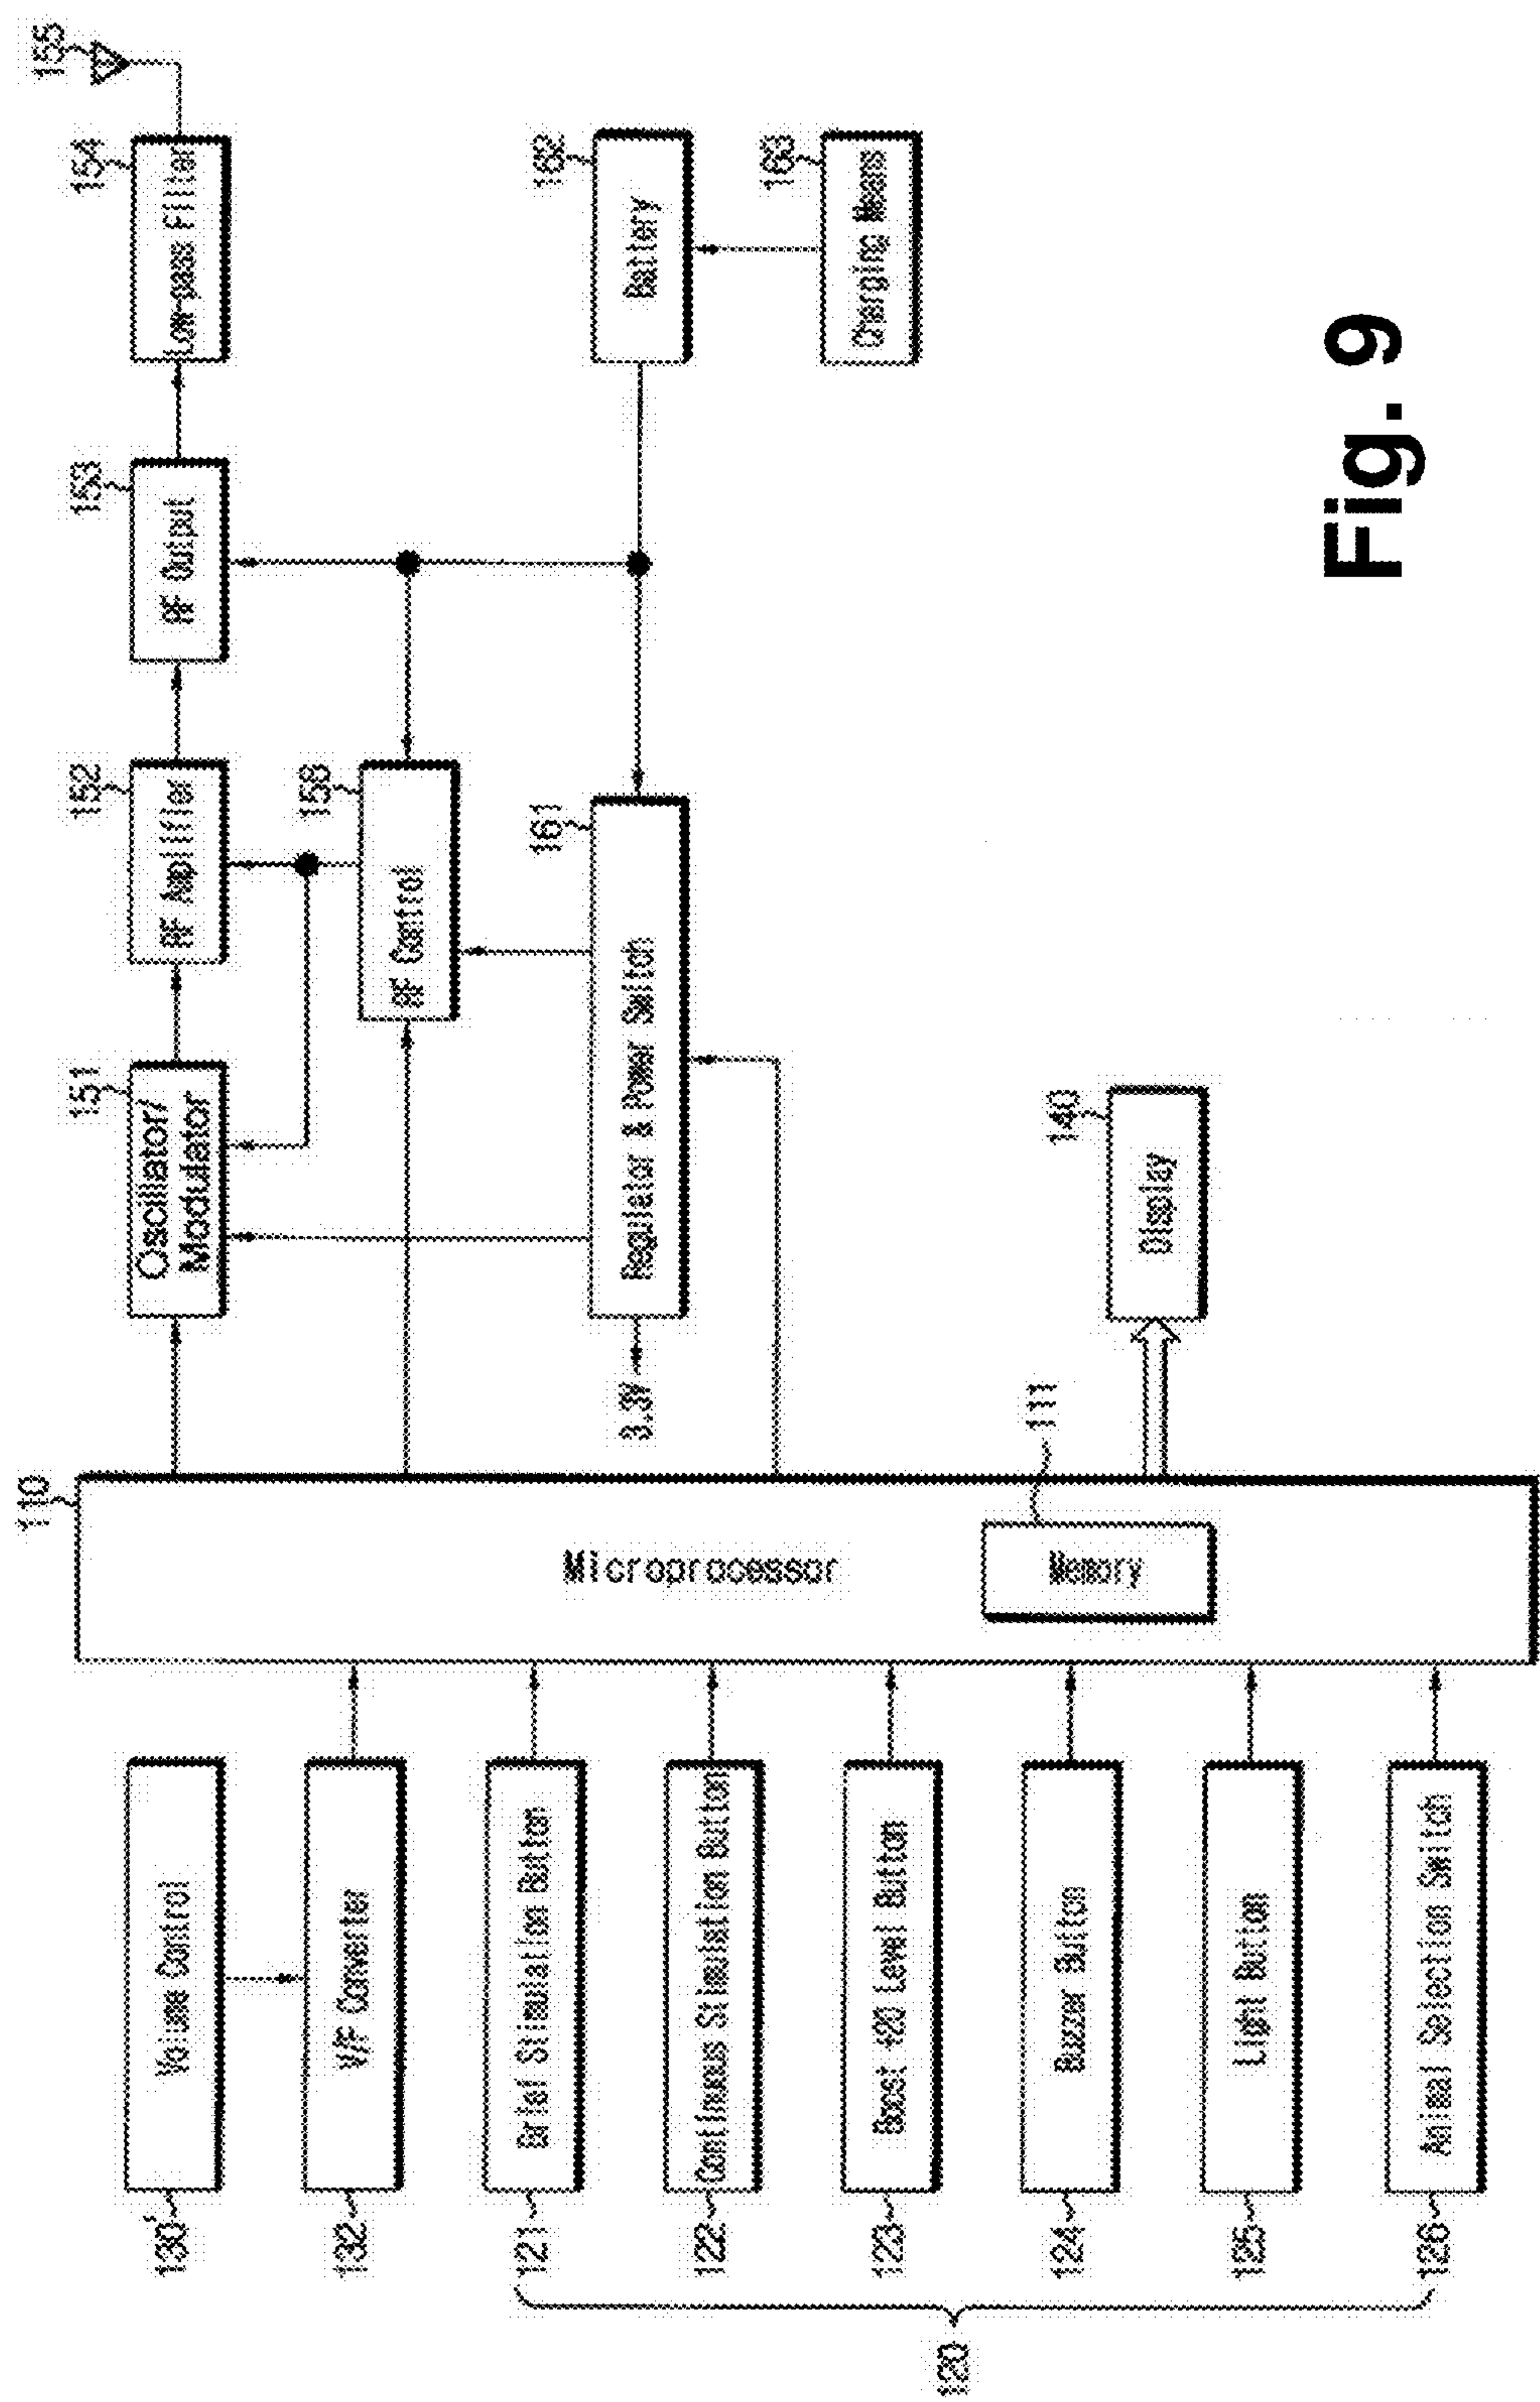 130'
Volume Control
132
V/F Converter
121
Brief Stimulation Button
122
Continuous Stimulation Button
123
Boost +20 Level Button
124
Buzzer Button
125
Light Button
126
Animal Selection Switch
120
110
Microprocessor
Memory
111
151
Oscillator/
Modulator
152
RF Amplifier
153
RF Output
154
Low-pass Filter
155
158
RF Control
161
Regulator & Power Switch
3.3V
162
Battery
163
Charging Means
140
Display
Fig. 9